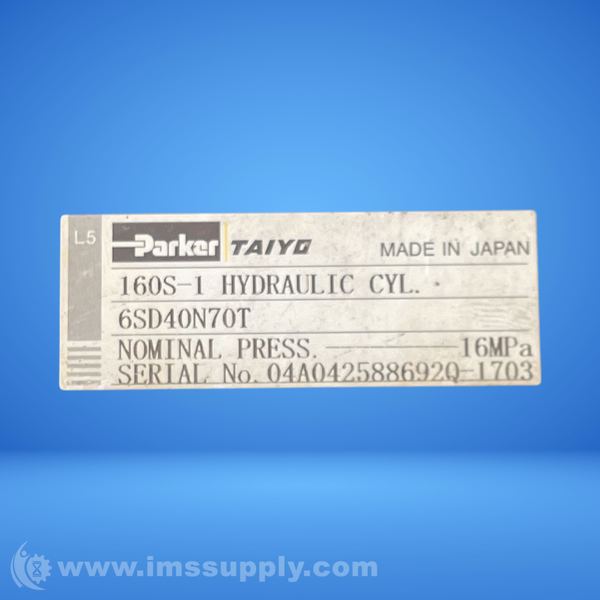 L5
Parker TAIYO MADE IN JAPAN
160S-1 HYDRAULIC CYL.
6SD40N70T
NOMINAL PRESS. 16MPa
SERIAL No. 04A042588692Q-1703
www.imssupply.com